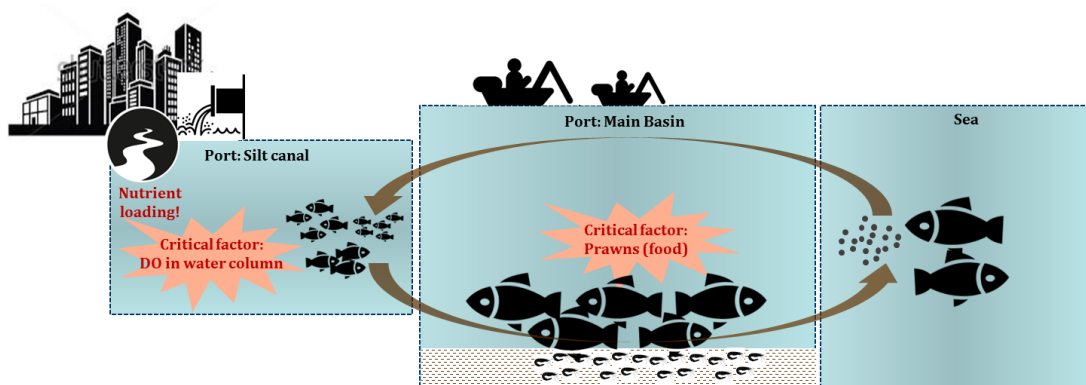 Port: Main Basin
Sea
Port: Silt canal
Nutrient
loading!
Critical factor:
DO in water column
Critical factor:
Prawns (food)